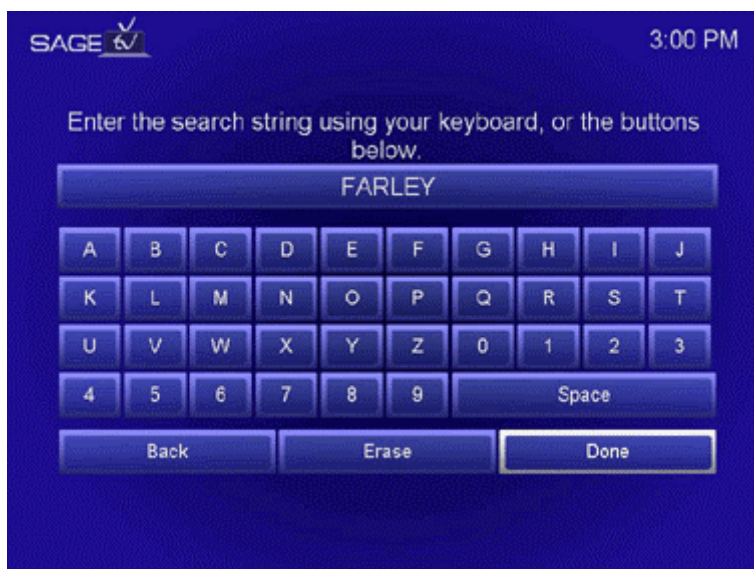 SAGE TV
3:00 PM
Enter the search string using your keyboard, or the buttons
below.
FARLEY
A B C D E F G H I J
K L M N O P Q R S T
U V W X Y Z 0 1 2 3
4 5 6 7 8 9 Space
Back Erase Done